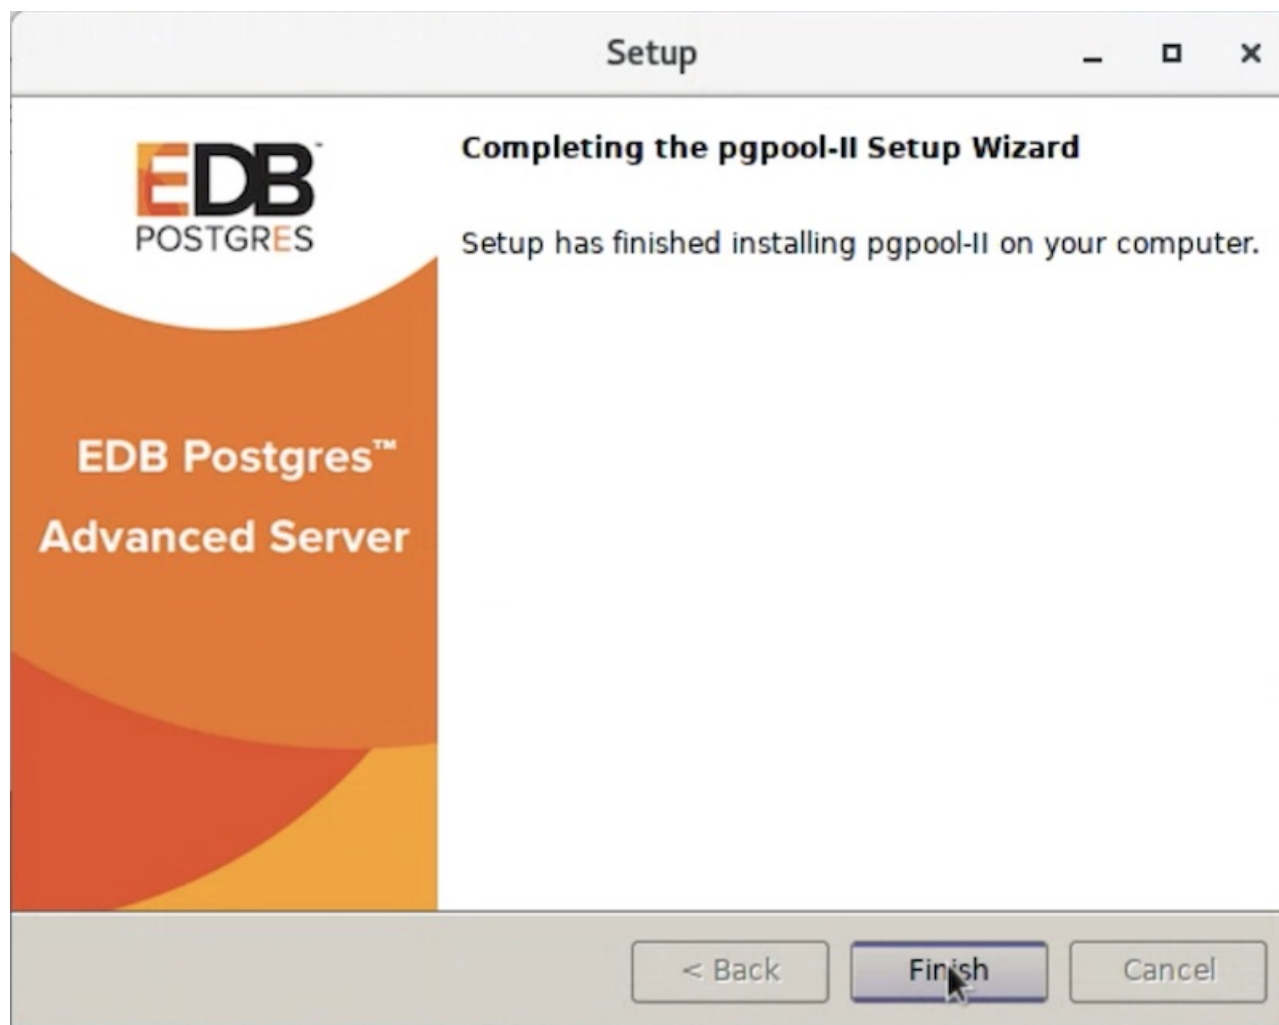 Setup
EDB™
POSTGRES
EDB Postgres™
Advanced Server
Completing the pgpool-II Setup Wizard
Setup has finished installing pgpool-II on your computer.
< Back
Finish
Cancel